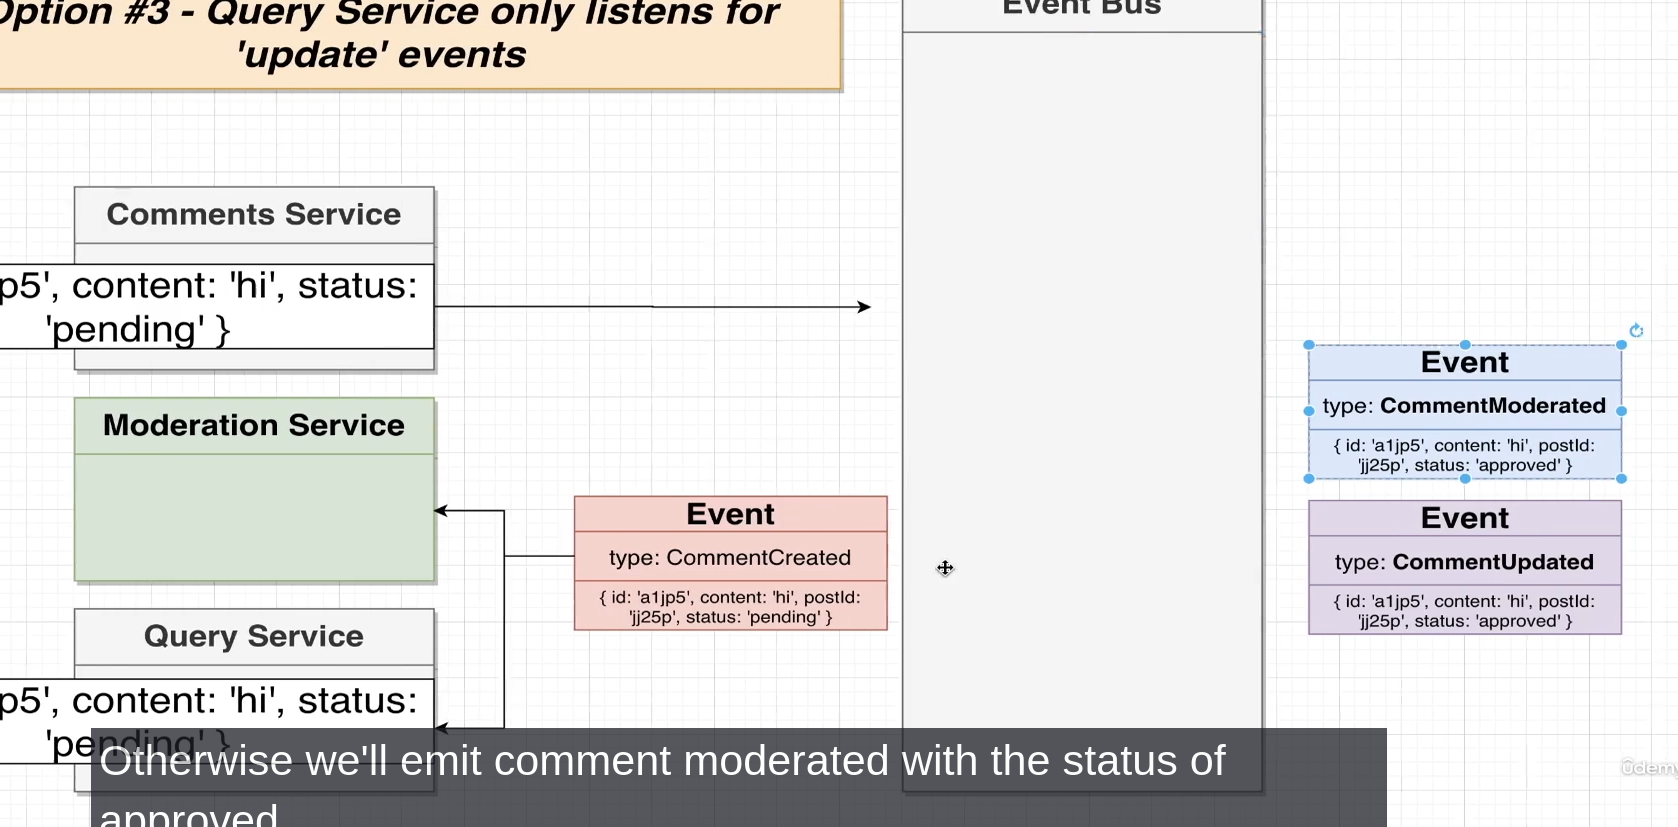 Option #3 - Query Service only listens for
'update' events
Event Bus
Comments Service
p5', content: 'hi', status:
'pending' }
Moderation Service
Event
type: CommentCreated
{ id: 'a1jp5', content: 'hi', postId:
'jj25p', status: 'pending' }
Query Service
p5', content: 'hi', status:
'pending' }
Event
type: CommentModerated
{ id: 'a1jp5', content: 'hi', postId:
'jj25p', status: 'approved' }
Event
type: CommentUpdated
{ id: 'a1jp5', content: 'hi', postId:
'jj25p', status: 'approved' }
Otherwise we'll emit comment moderated with the status of
approved
ûdemy